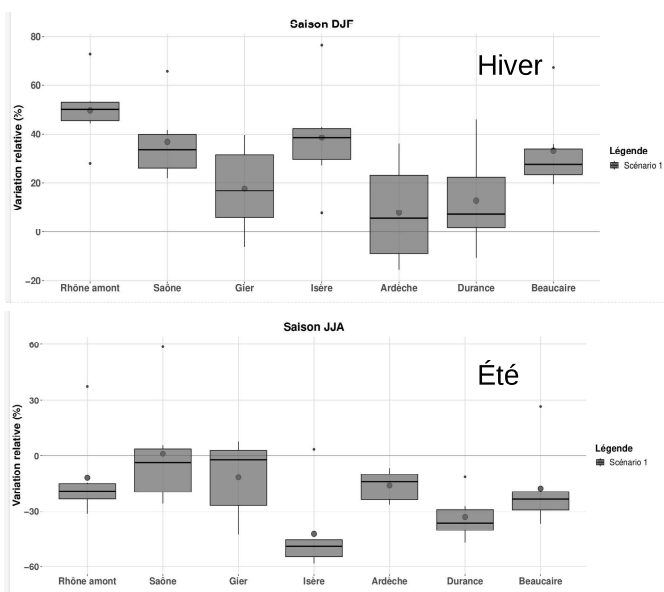 Saison DJF
Hiver
Variation relative (%)
80
60
40
20
0
−20
Rhône amont Saône Gier Isère Ardèche Durance Beaucaire
Légende
Scénario 1
Saison JJA
Été
Variation relative (%)
60
30
0
−30
−60
Rhône amont Saône Gier Isère Ardèche Durance Beaucaire
Légende
Scénario 1